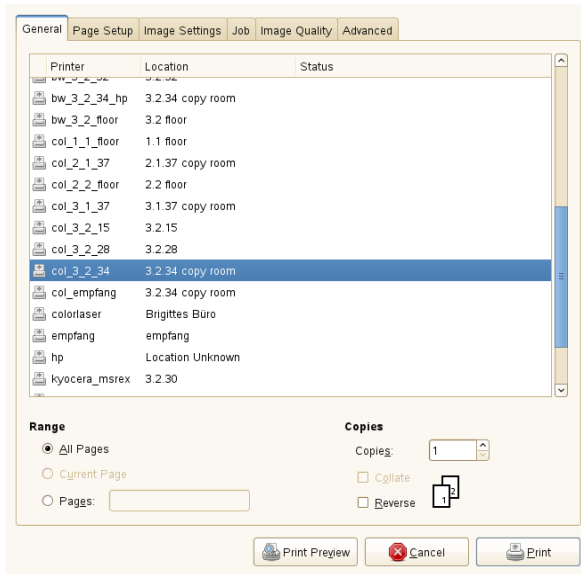 General Page Setup Image Settings Job Image Quality Advanced
Printer Location Status
bw_3_2_34_hp 3.2.34 copy room
bw_3_2_floor 3.2 floor
col_1_1_floor 1.1 floor
col_2_1_37 2.1.37 copy room
col_2_2_floor 2.2 floor
col_3_1_37 3.1.37 copy room
col_3_2_15 3.2.15
col_3_2_28 3.2.28
col_3_2_34 3.2.34 copy room
col_empfang 3.2.34 copy room
colorlaser Brigittes Büro
empfang empfang
hp Location Unknown
kyocera_msrex 3.2.30
Range Copies
All Pages Copies: 1
Current Page Collate
Pages: Reverse 1 2
Print Preview Cancel Print